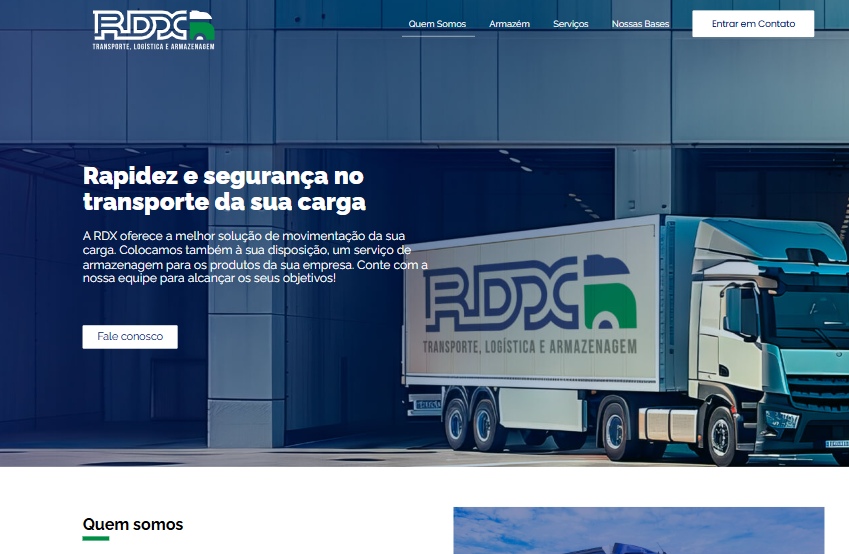 RDX
TRANSPORTE, LOGÍSTICA E ARMAZENAGEM
Quem Somos
Armazém
Serviços
Nossas Bases
Entrar em Contato
Rapidez e segurança no
transporte da sua carga
A RDX oferece a melhor solução de movimentação da sua
carga. Colocamos também à sua disposição, um serviço de
armazenagem para os produtos da sua empresa. Conte com a
nossa equipe para alcançar os seus objetivos!
Fale conosco
RDX
TRANSPORTE, LOGÍSTICA E ARMAZENAGEM
Quem somos